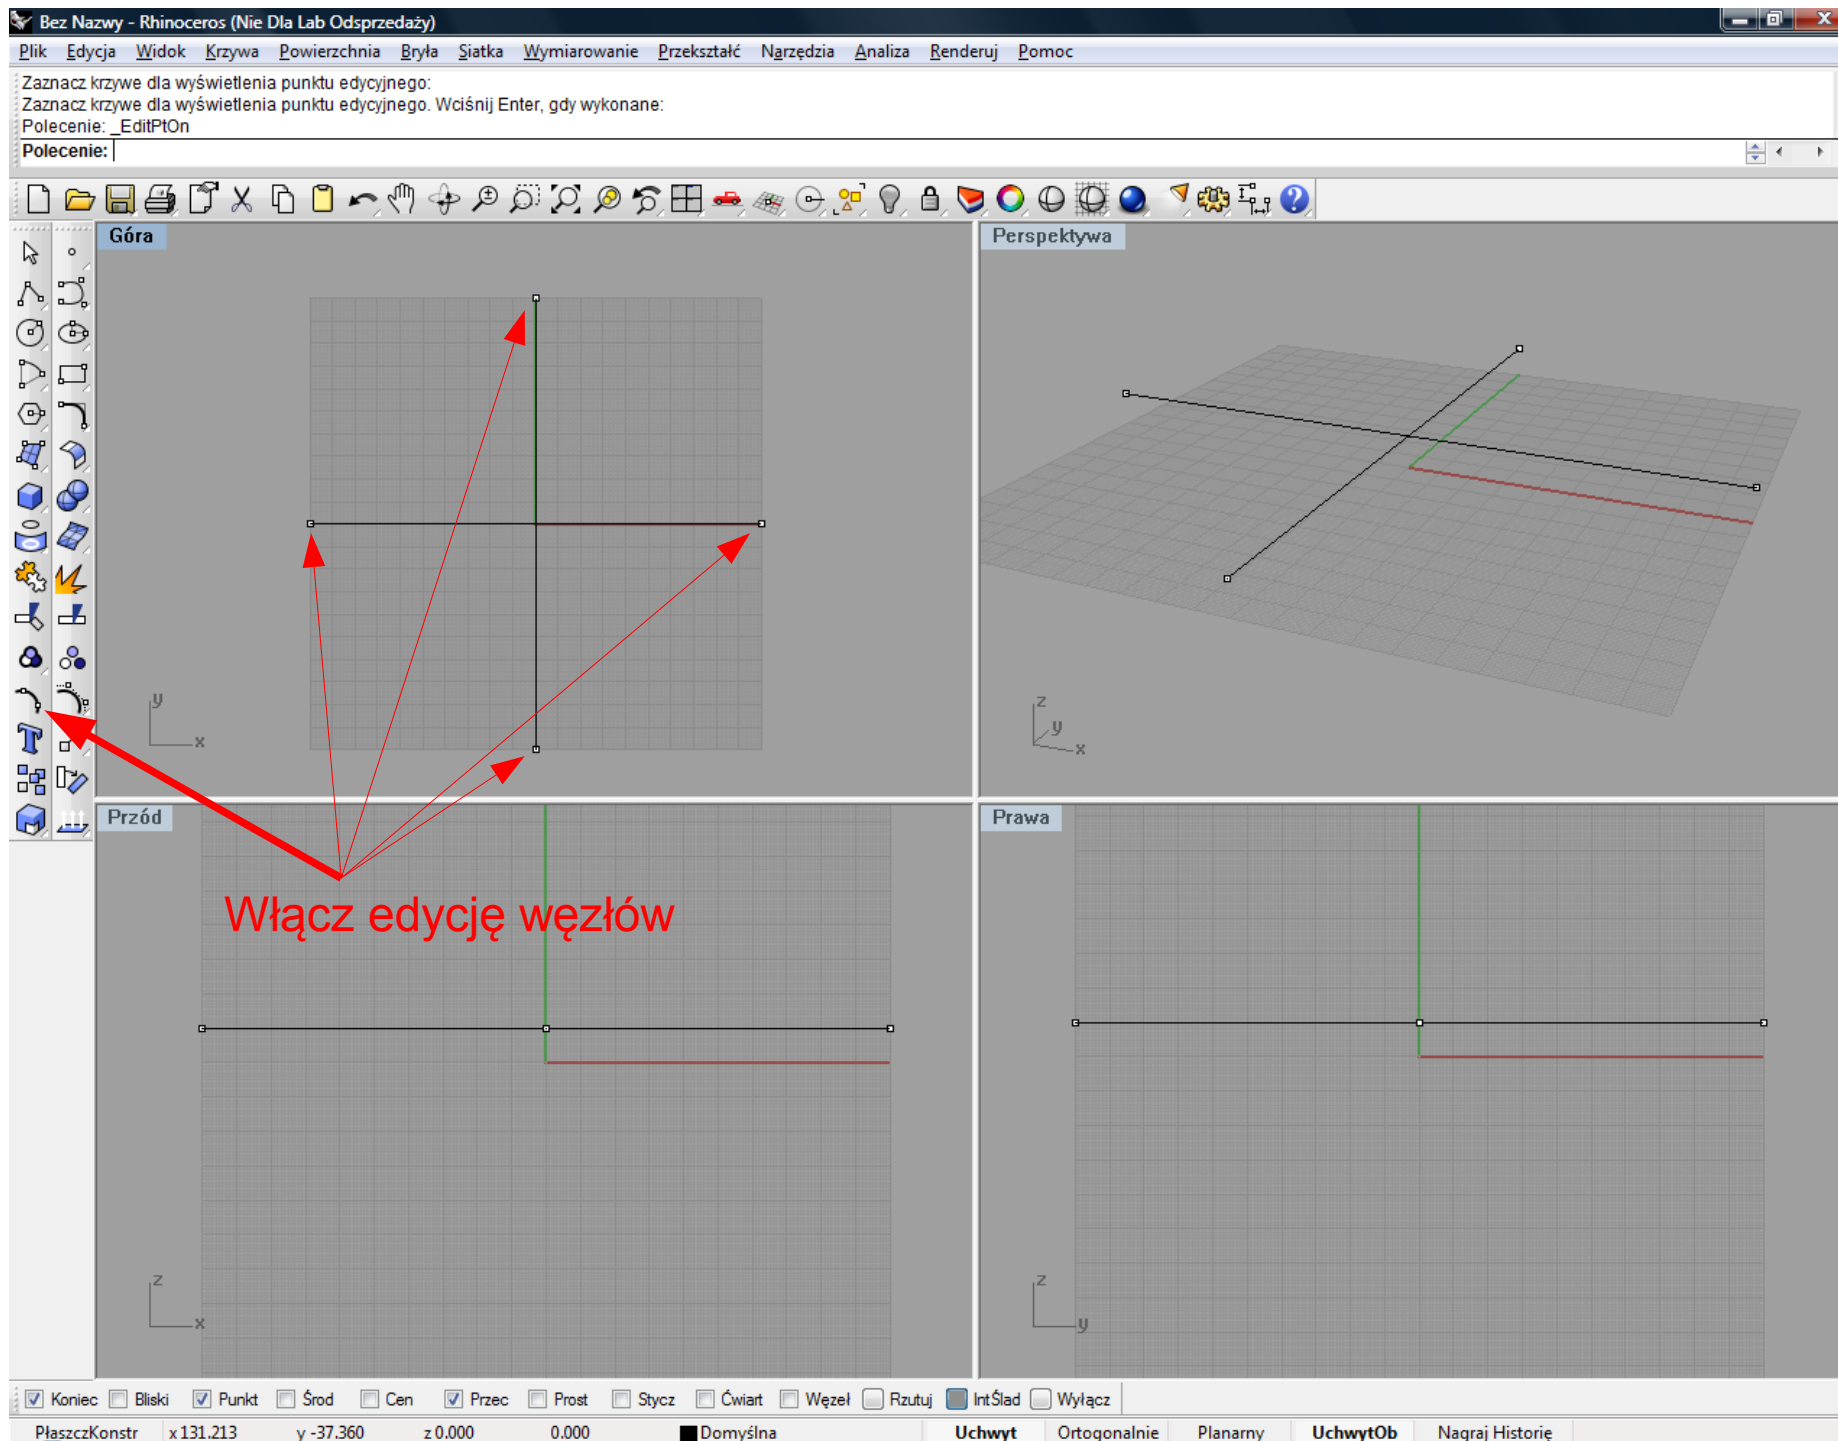 Bez Nazwy - Rhinoceros (Nie Dla Lab Odsprzedaży)
Plik Edycja Widok Krzywa Powierzchnia Bryła Siatka Wymiarowanie Przekształć Narzędzia Analiza Renderuj Pomoc
Zaznacz krzywe dla wyświetlenia punktu edycyjnego:
Zaznacz krzywe dla wyświetlenia punktu edycyjnego. Wciśnij Enter, gdy wykonane:
Polecenie: _EditPtOn
Polecenie:
Góra
Perspektywa
y
x
z
y
x
Przód
Prawa
Włącz edycję węzłów
z
x
z
y
Koniec Bliski Punkt Środ Cen Przec Prost Stycz Ćwiart Węzeł Rzutuj IntŚlad Wyłącz
PłaszczKonstr x 131.213 y -37.360 z 0.000 0.000 Domyślna Uchwyt Ortogonalnie Planarny UchwytOb Nagraj Historię